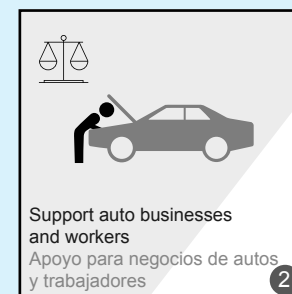 Support auto businesses
and workers
Apoyo para negocios de autos
y trabajadores
2